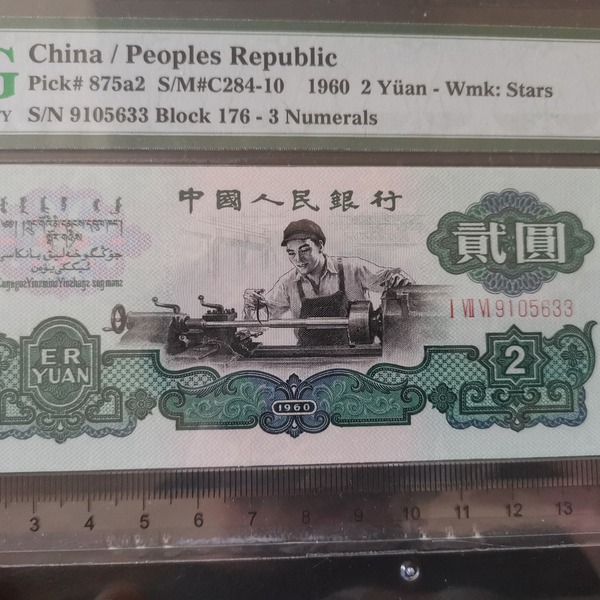 G China / Peoples Republic
Pick# 875a2 S/M#C284-10 1960 2 Yüan - Wmk: Stars
Y S/N 9105633 Block 176 - 3 Numerals
中國人民銀行
貳圓
I VII VI 9105633
ER
YUAN
2
1960
3 4 5 6 7 8 9 10 11 12 13